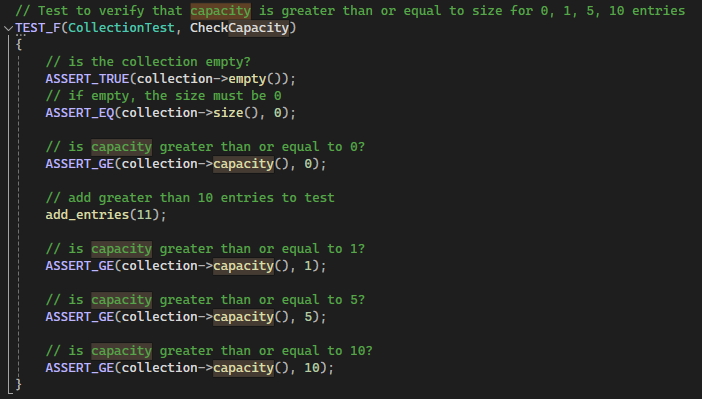 // Test to verify that capacity is greater than or equal to size for 0, 1, 5, 10 entries
TEST_F(CollectionTest, CheckCapacity)
{
// is the collection empty?
ASSERT_TRUE(collection->empty());
// if empty, the size must be 0
ASSERT_EQ(collection->size(), 0);
// is capacity greater than or equal to 0?
ASSERT_GE(collection->capacity(), 0);
// add greater than 10 entries to test
add_entries(11);
// is capacity greater than or equal to 1?
ASSERT_GE(collection->capacity(), 1);
// is capacity greater than or equal to 5?
ASSERT_GE(collection->capacity(), 5);
// is capacity greater than or equal to 10?
ASSERT_GE(collection->capacity(), 10);
}